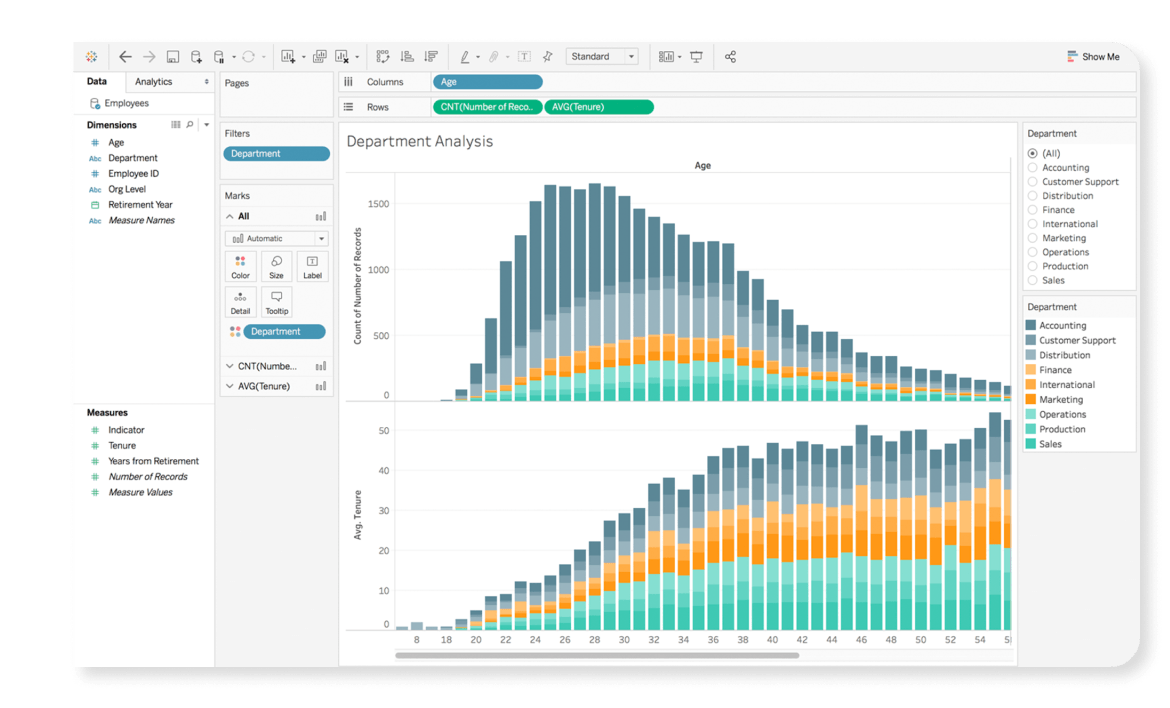 Standard
Show Me
Data
Analytics
Pages
Columns
Age
Employees
Rows
CNT(Number of Reco..
AVG(Tenure)
Dimensions
# Age
Abc Department
# Employee ID
Abc Org Level
Retirement Year
Abc Measure Names
Filters
Department
Marks
All
Automatic
Color
Size
T
Label
Detail
Tooltip
Department
CNT(Numbe...
AVG(Tenure)
Measures
# Indicator
# Tenure
# Years from Retirement
# Number of Records
# Measure Values
Department Analysis
Age
Count of Number of Records
1500
1000
500
0
Avg. Tenure
50
40
30
20
10
0
8 18 20 22 24 26 28 30 32 34 36 38 40 42 44 46 48 50 52 54
Department
(All)
Accounting
Customer Support
Distribution
Finance
International
Marketing
Operations
Production
Sales
Department
Accounting
Customer Support
Distribution
Finance
International
Marketing
Operations
Production
Sales